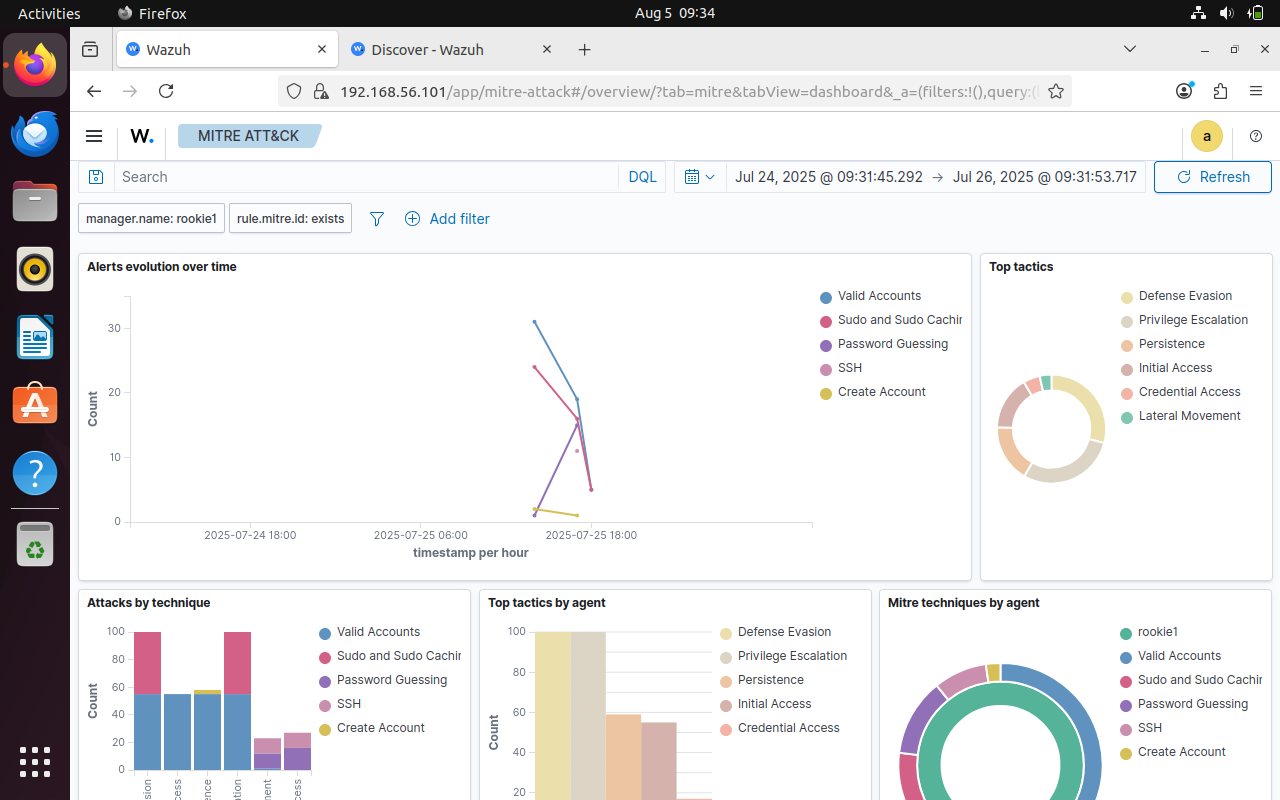 Activities
Firefox
Aug 5 09:34
Wazuh
Discover - Wazuh
192.168.56.101/app/mitre-attack#/overview/?tab=mitre&tabView=dashboard&_a=(filters:!(),query:(l
W.
MITRE ATT&CK
a
Search
DQL
Jul 24, 2025 @ 09:31:45.292 → Jul 26, 2025 @ 09:31:53.717
Refresh
manager.name: rookie1
rule.mitre.id: exists
Add filter
Alerts evolution over time
30
20
10
0
Count
2025-07-24 18:00
2025-07-25 06:00
2025-07-25 18:00
timestamp per hour
Valid Accounts
Sudo and Sudo Cachin
Password Guessing
SSH
Create Account
Top tactics
Defense Evasion
Privilege Escalation
Persistence
Initial Access
Credential Access
Lateral Movement
Attacks by technique
100
80
60
40
20
0
Count
sion
cess
ence
ation
ment
cess
Valid Accounts
Sudo and Sudo Cachin
Password Guessing
SSH
Create Account
Top tactics by agent
100
80
60
40
20
Count
Defense Evasion
Privilege Escalation
Persistence
Initial Access
Credential Access
Mitre techniques by agent
rookie1
Valid Accounts
Sudo and Sudo Cachin
Password Guessing
SSH
Create Account